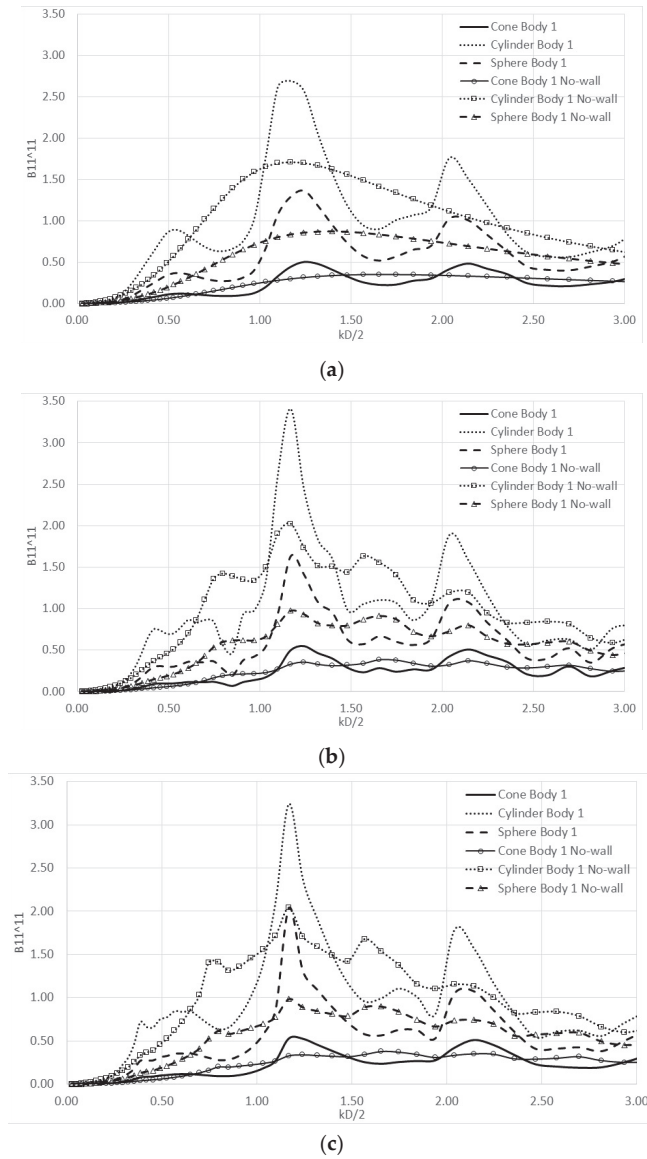 3.50
3.00
2.50
2.00
1.50
1.00
0.50
0.00
B11^11
0.00 0.50 1.00 1.50 2.00 2.50 3.00
kD/2
Cone Body 1
Cylinder Body 1
Sphere Body 1
Cone Body 1 No-wall
Cylinder Body 1 No-wall
Sphere Body 1 No-wall
(a)
3.50
3.00
2.50
2.00
1.50
1.00
0.50
0.00
B11^11
0.00 0.50 1.00 1.50 2.00 2.50 3.00
kD/2
Cone Body 1
Cylinder Body 1
Sphere Body 1
Cone Body 1 No-wall
Cylinder Body 1 No-wall
Sphere Body 1 No-wall
(b)
3.50
3.00
2.50
2.00
1.50
1.00
0.50
0.00
B11^11
0.00 0.50 1.00 1.50 2.00 2.50 3.00
kD/2
Cone Body 1
Cylinder Body 1
Sphere Body 1
Cone Body 1 No-wall
Cylinder Body 1 No-wall
Sphere Body 1 No-wall
(c)